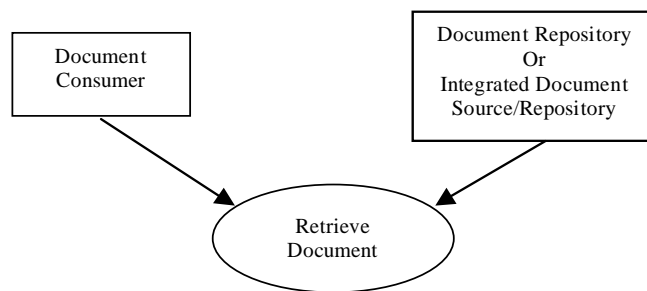 Document
Consumer
Document Repository
Or
Integrated Document
Source/Repository
Retrieve
Document